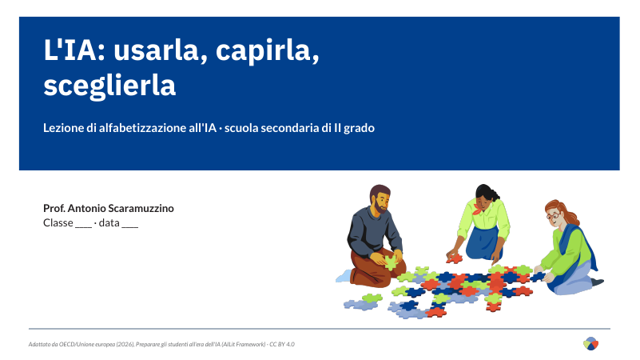 L'IA: usarla, capirla,
sceglierla
Lezione di alfabetizzazione all'IA · scuola secondaria di II grado
Prof. Antonio Scaramuzzino
Classe ___ · data ___
Adattato da OECD/Unione europea (2026), Preparare gli studenti all'era dell'IA (AILit Framework) · CC BY 4.0